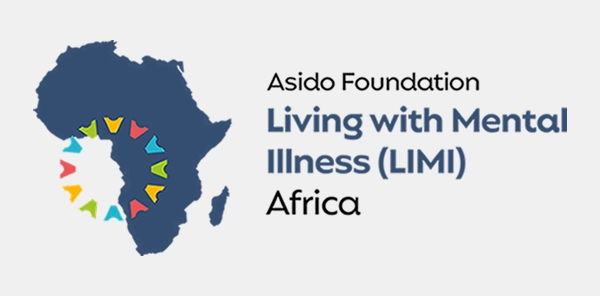 Asido Foundation
Living with Mental
Illness (LIMI)
Africa